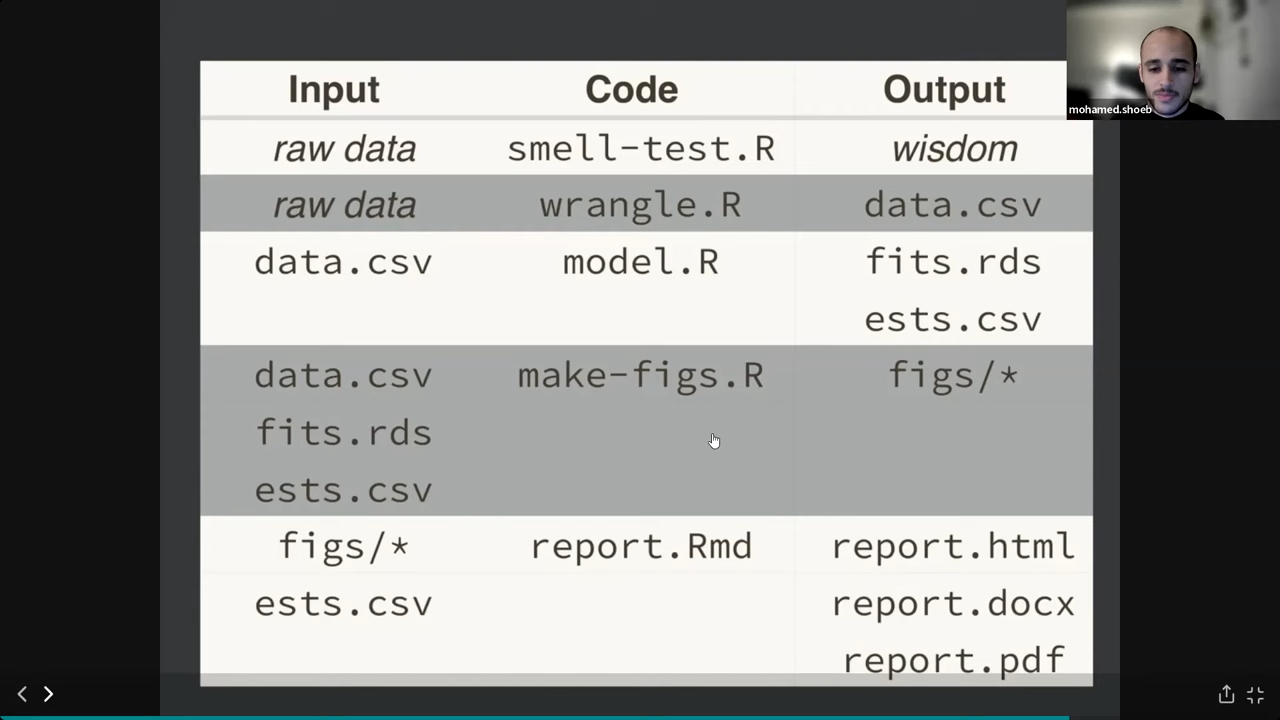 Input Code Output
mohamed.shoeb
raw data smell-test.R wisdom
raw data wrangle.R data.csv
data.csv model.R fits.rds
ests.csv
data.csv make-figs.R figs/*
fits.rds
ests.csv
figs/* report.Rmd report.html
ests.csv report.docx
report.pdf